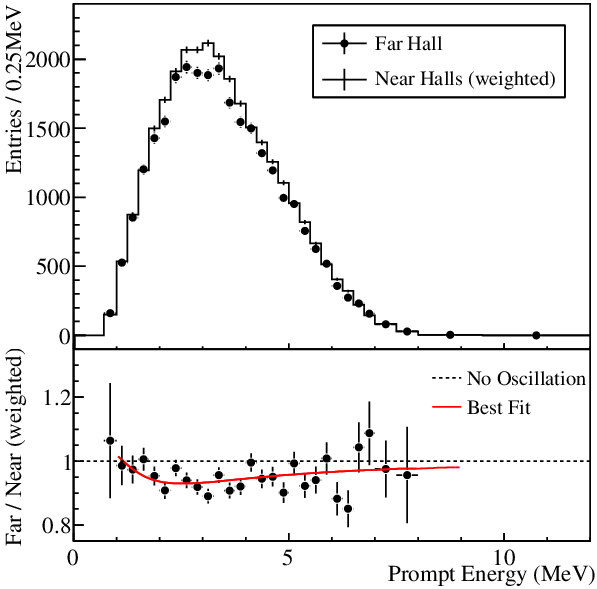 Entries / 0.25MeV
2000
1500
1000
500
0
Far Hall
Near Halls (weighted)
Far / Near (weighted)
1.2
1
0.8
No Oscillation
Best Fit
0
5
10
Prompt Energy (MeV)